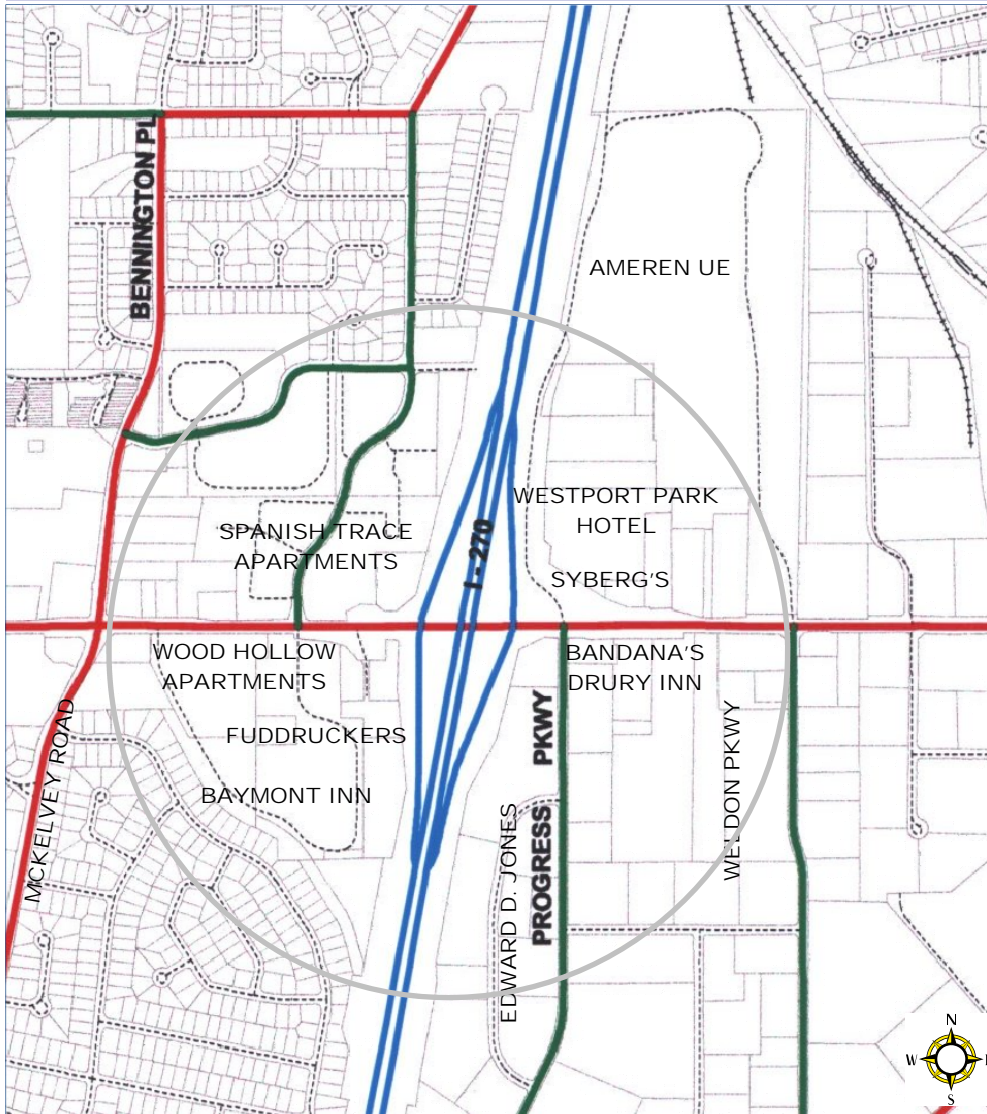 BENNINGTON PL
AMEREN UE
WESTPORT PARK
HOTEL
I - 270
SPANISH TRACE
APARTMENTS
SYBERG'S
WOOD HOLLOW
APARTMENTS
BANDANA'S
DRURY INN
FUDDRUCKERS
BAYMONT INN
MCKELVEY ROAD
EDWARD D. JONES
PROGRESS PKWY
WELDON PKWY
N
W
S